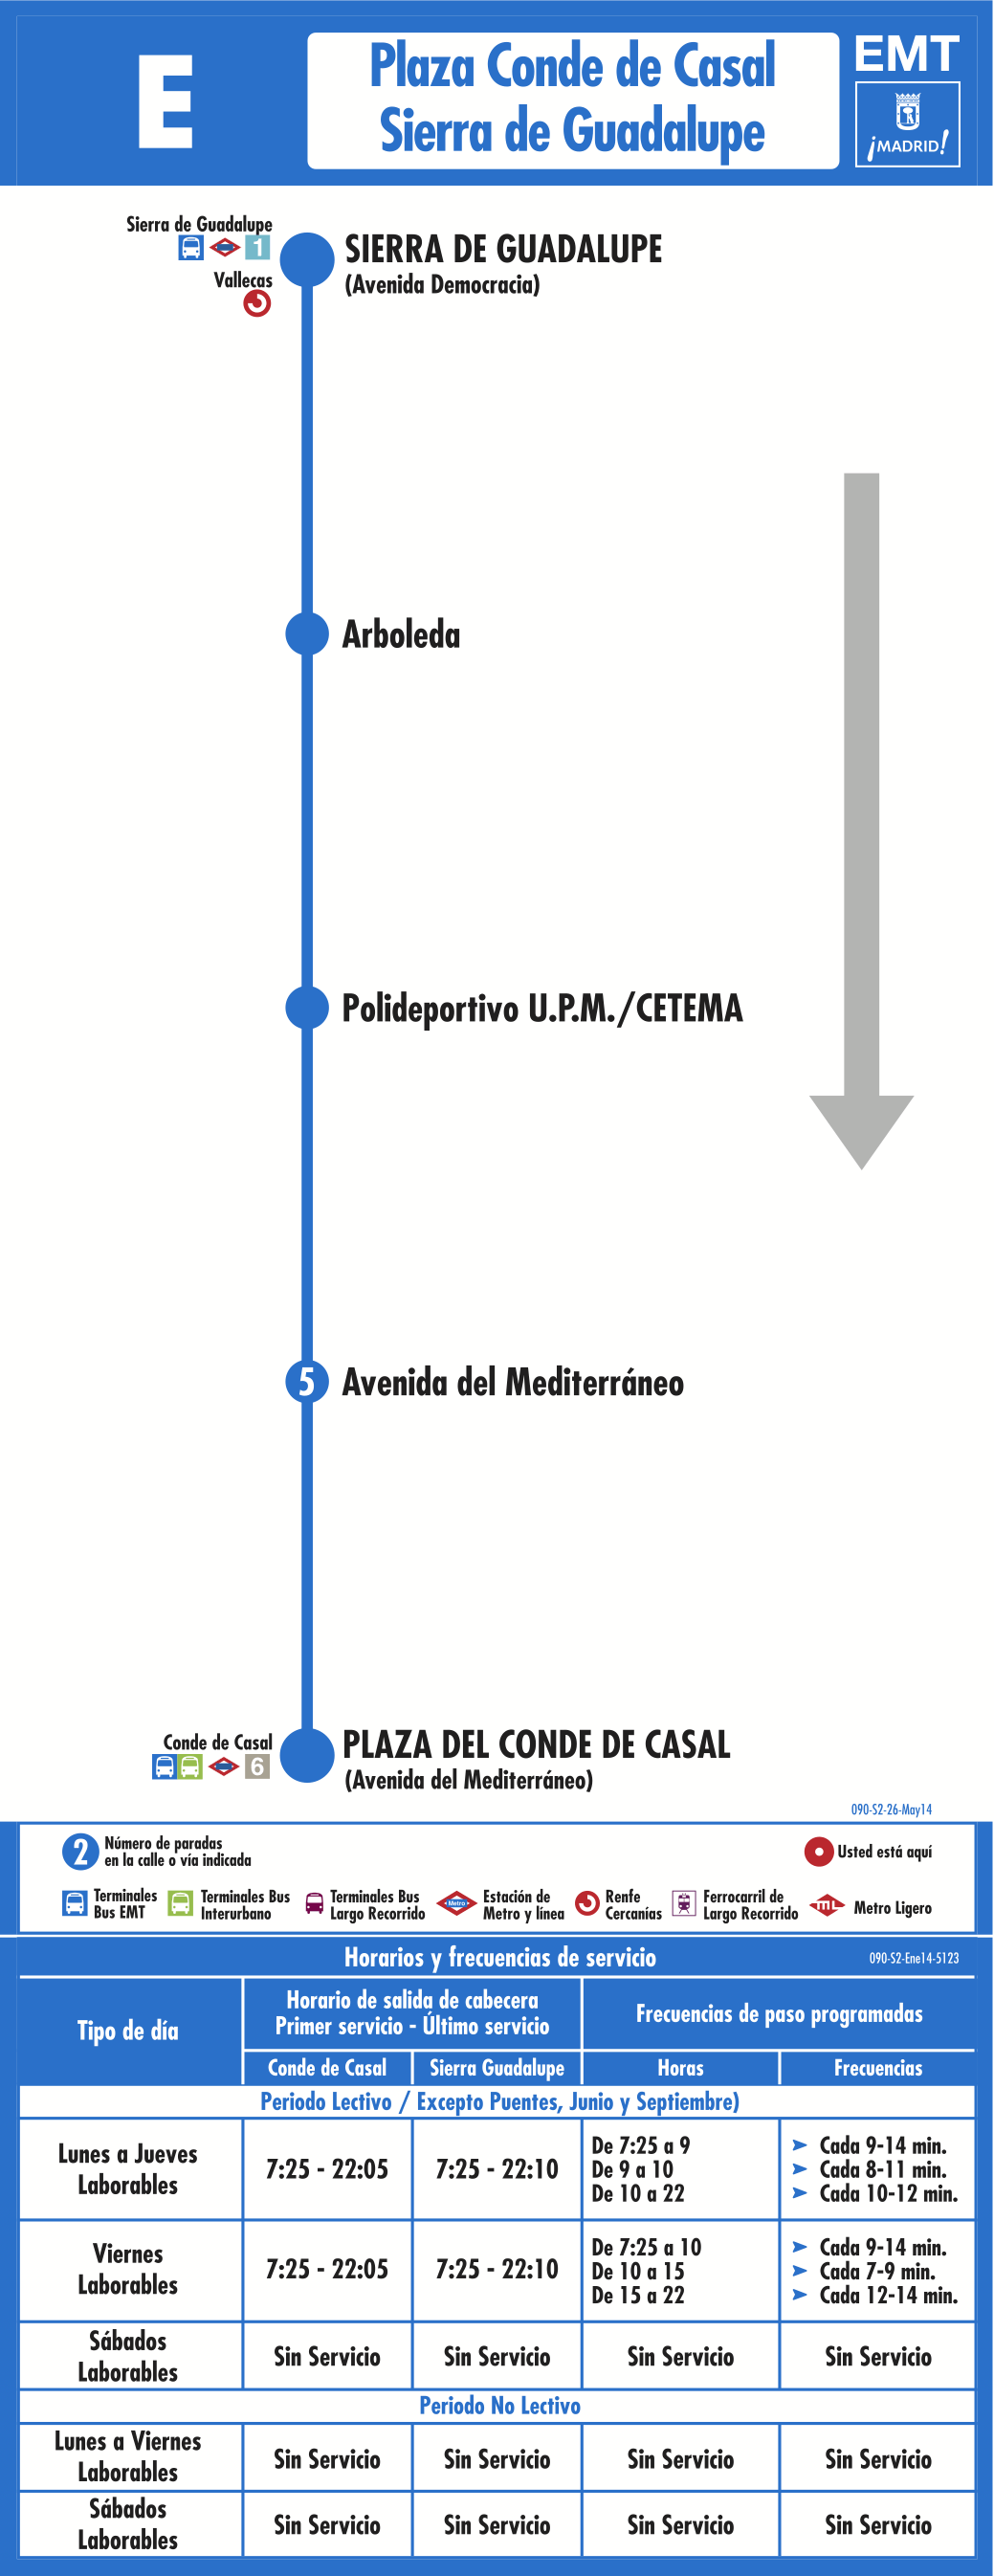 E
Plaza Conde de Casal
Sierra de Guadalupe
EMT
¡MADRID!
Sierra de Guadalupe
1
Vallecas
SIERRA DE GUADALUPE
(Avenida Democracia)
Arboleda
Polideportivo U.P.M./CETEMA
5 Avenida del Mediterráneo
Conde de Casal
6
PLAZA DEL CONDE DE CASAL
(Avenida del Mediterráneo)
090-S2-26-May14
2 Número de paradas
en la calle o vía indicada
Usted está aquí
Terminales
Bus EMT
Terminales Bus
Interurbano
Terminales Bus
Largo Recorrido
Metro
Estación de
Metro y línea
Renfe
Cercanías
Ferrocarril de
Largo Recorrido
mL
Metro Ligero
Horarios y frecuencias de servicio
090-S2-Ene14-5123
Tipo de día
Horario de salida de cabecera
Primer servicio - Último servicio
Frecuencias de paso programadas
Conde de Casal Sierra Guadalupe Horas Frecuencias
Periodo Lectivo / Excepto Puentes, Junio y Septiembre)
Lunes a Jueves
Laborables
7:25 - 22:05 7:25 - 22:10
De 7:25 a 9 ➤ Cada 9-14 min.
De 9 a 10 ➤ Cada 8-11 min.
De 10 a 22 ➤ Cada 10-12 min.
Viernes
Laborables
7:25 - 22:05 7:25 - 22:10
De 7:25 a 10 ➤ Cada 9-14 min.
De 10 a 15 ➤ Cada 7-9 min.
De 15 a 22 ➤ Cada 12-14 min.
Sábados
Laborables
Sin Servicio Sin Servicio Sin Servicio Sin Servicio
Periodo No Lectivo
Lunes a Viernes
Laborables
Sin Servicio Sin Servicio Sin Servicio Sin Servicio
Sábados
Laborables
Sin Servicio Sin Servicio Sin Servicio Sin Servicio